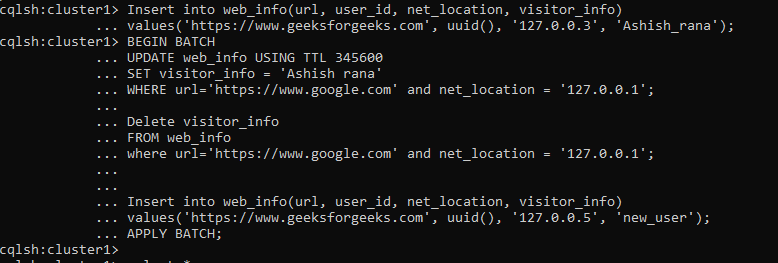 cqlsh:cluster1> Insert into web_info(url, user_id, net_location, visitor_info)
... values('https://www.geeksforgeeks.com', uuid(), '127.0.0.3', 'Ashish_rana');
cqlsh:cluster1> BEGIN BATCH
... UPDATE web_info USING TTL 345600
... SET visitor_info = 'Ashish rana'
... WHERE url='https://www.google.com' and net_location = '127.0.0.1';
...
... Delete visitor_info
... FROM web_info
... where url='https://www.google.com' and net_location = '127.0.0.1';
...
...
... Insert into web_info(url, user_id, net_location, visitor_info)
... values('https://www.geeksforgeeks.com', uuid(), '127.0.0.5', 'new_user');
... APPLY BATCH;
cqlsh:cluster1>